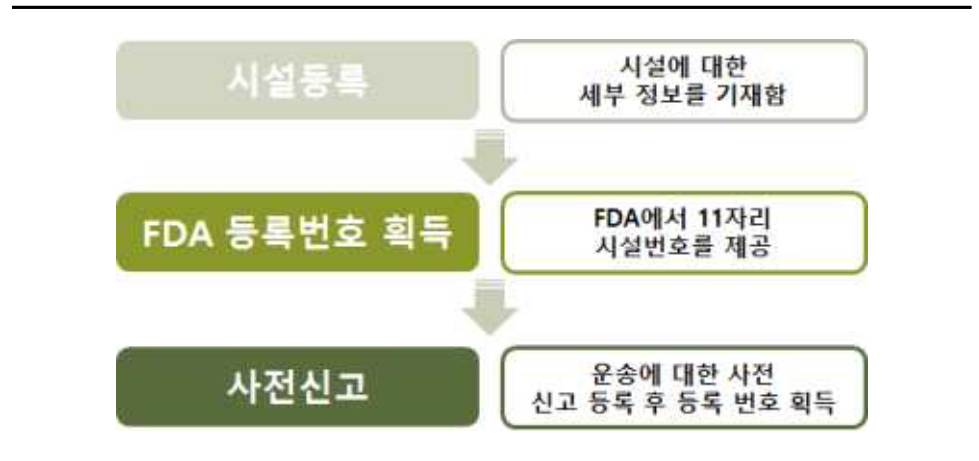 시설등록
시설에 대한
세부 정보를 기재함
FDA 등록번호 획득
FDA에서 11자리
시설번호를 제공
사전신고
운송에 대한 사전
신고 등록 후 등록 번호 획득